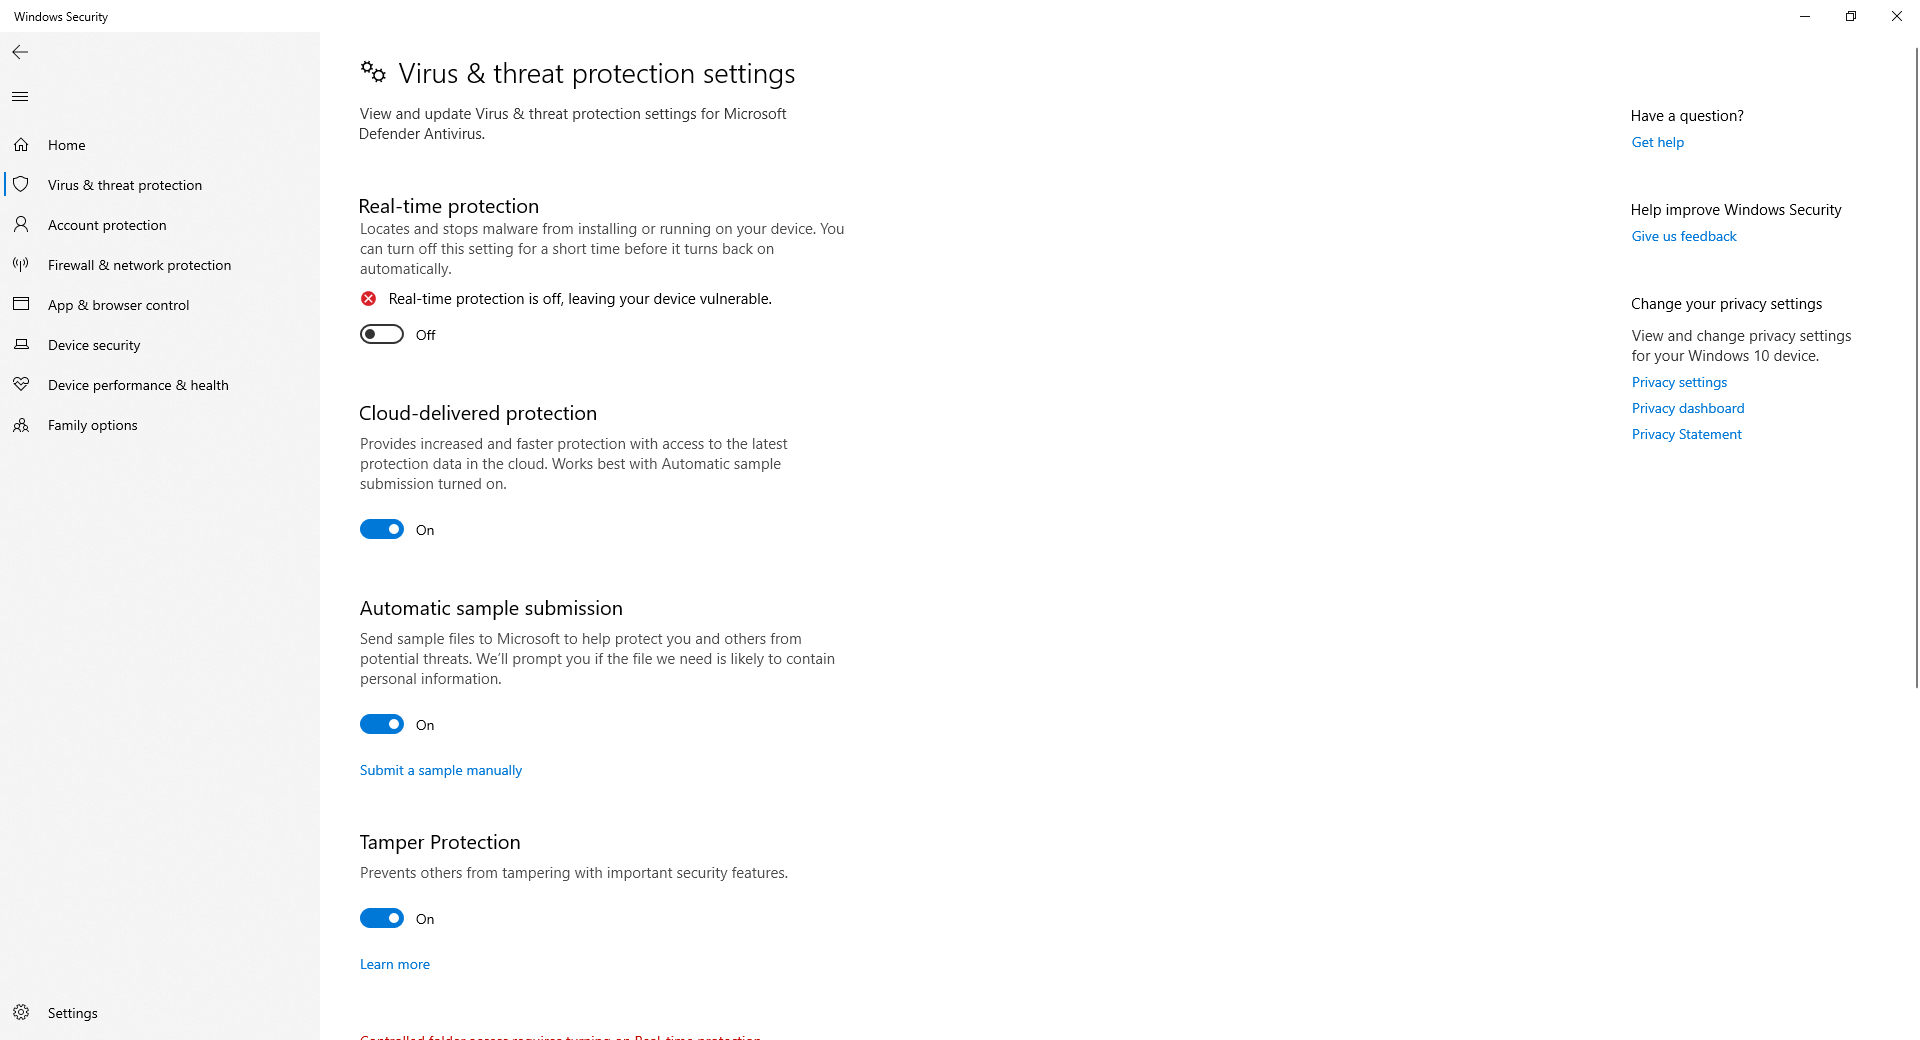 Windows Security
Home
Virus & threat protection
Account protection
Firewall & network protection
App & browser control
Device security
Device performance & health
Family options
Settings
Virus & threat protection settings
View and update Virus & threat protection settings for Microsoft
Defender Antivirus.
Real-time protection
Locates and stops malware from installing or running on your device. You
can turn off this setting for a short time before it turns back on
automatically.
Real-time protection is off, leaving your device vulnerable.
Off
Cloud-delivered protection
Provides increased and faster protection with access to the latest
protection data in the cloud. Works best with Automatic sample
submission turned on.
On
Automatic sample submission
Send sample files to Microsoft to help protect you and others from
potential threats. We’ll prompt you if the file we need is likely to contain
personal information.
On
Submit a sample manually
Tamper Protection
Prevents others from tampering with important security features.
On
Learn more
Controlled folder access requires turning on Real-time protection
Have a question?
Get help
Help improve Windows Security
Give us feedback
Change your privacy settings
View and change privacy settings
for your Windows 10 device.
Privacy settings
Privacy dashboard
Privacy Statement